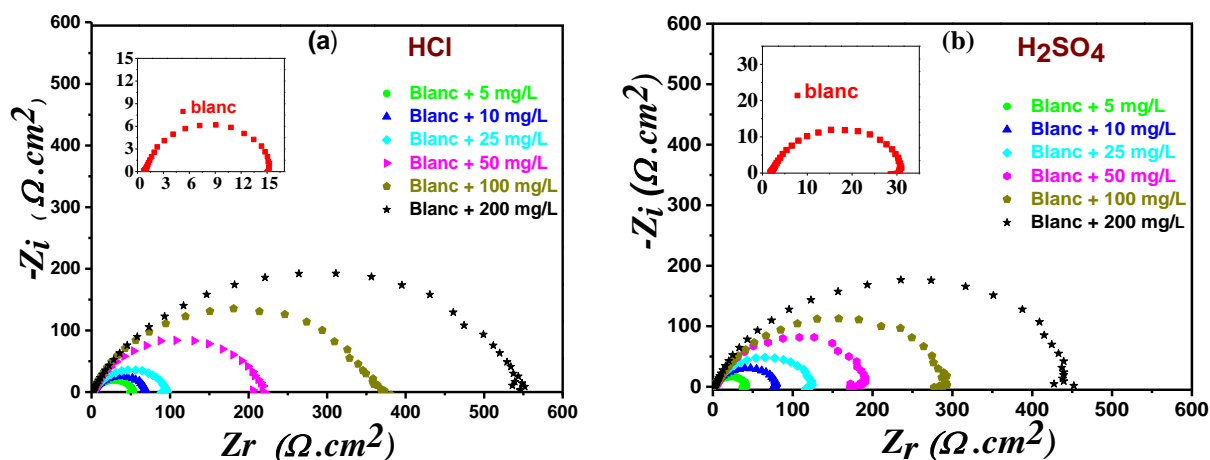 (a)
HCl
600
500
400
300
200
100
0
0
100
200
300
400
500
600
-Zi ( Ω.cm2)
Zr (Ω.cm2)
15
12
9
6
3
0
0 3 6 9 12 15
blanc
Blanc + 5 mg/L
Blanc + 10 mg/L
Blanc + 25 mg/L
Blanc + 50 mg/L
Blanc + 100 mg/L
Blanc + 200 mg/L
(b)
H2SO4
600
500
400
300
200
100
0
0
100
200
300
400
500
600
-Zi (Ω.cm2)
Zr (Ω.cm2)
30
20
10
0
0 10 20 30
blanc
Blanc + 5 mg/L
Blanc + 10 mg/L
Blanc + 25 mg/L
Blanc + 50 mg/L
Blanc + 100 mg/L
Blanc + 200 mg/L